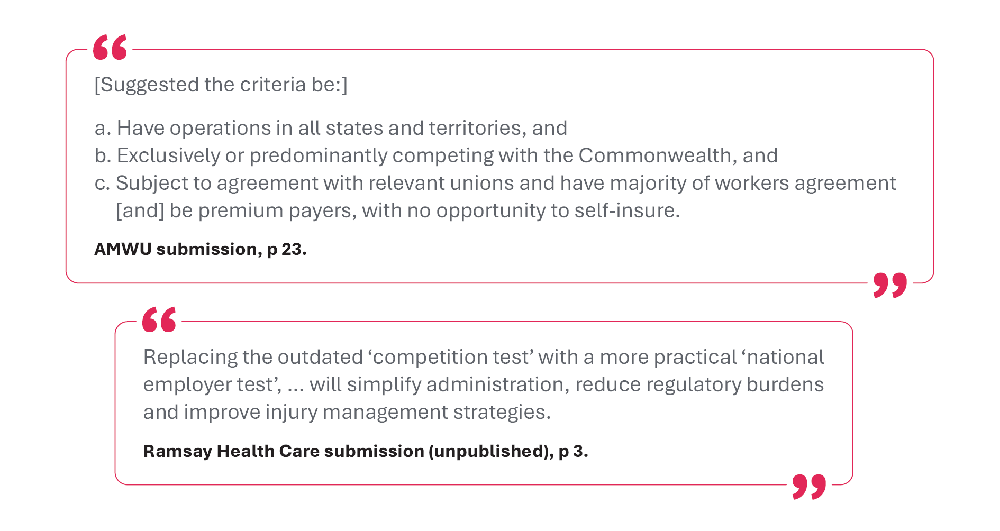 “
[Suggested the criteria be:]
a. Have operations in all states and territories, and
b. Exclusively or predominantly competing with the Commonwealth, and
c. Subject to agreement with relevant unions and have majority of workers agreement
[and] be premium payers, with no opportunity to self-insure.
AMWU submission, p 23.
”
“
Replacing the outdated ‘competition test’ with a more practical ‘national
employer test’, ... will simplify administration, reduce regulatory burdens
and improve injury management strategies.
Ramsay Health Care submission (unpublished), p 3.
”